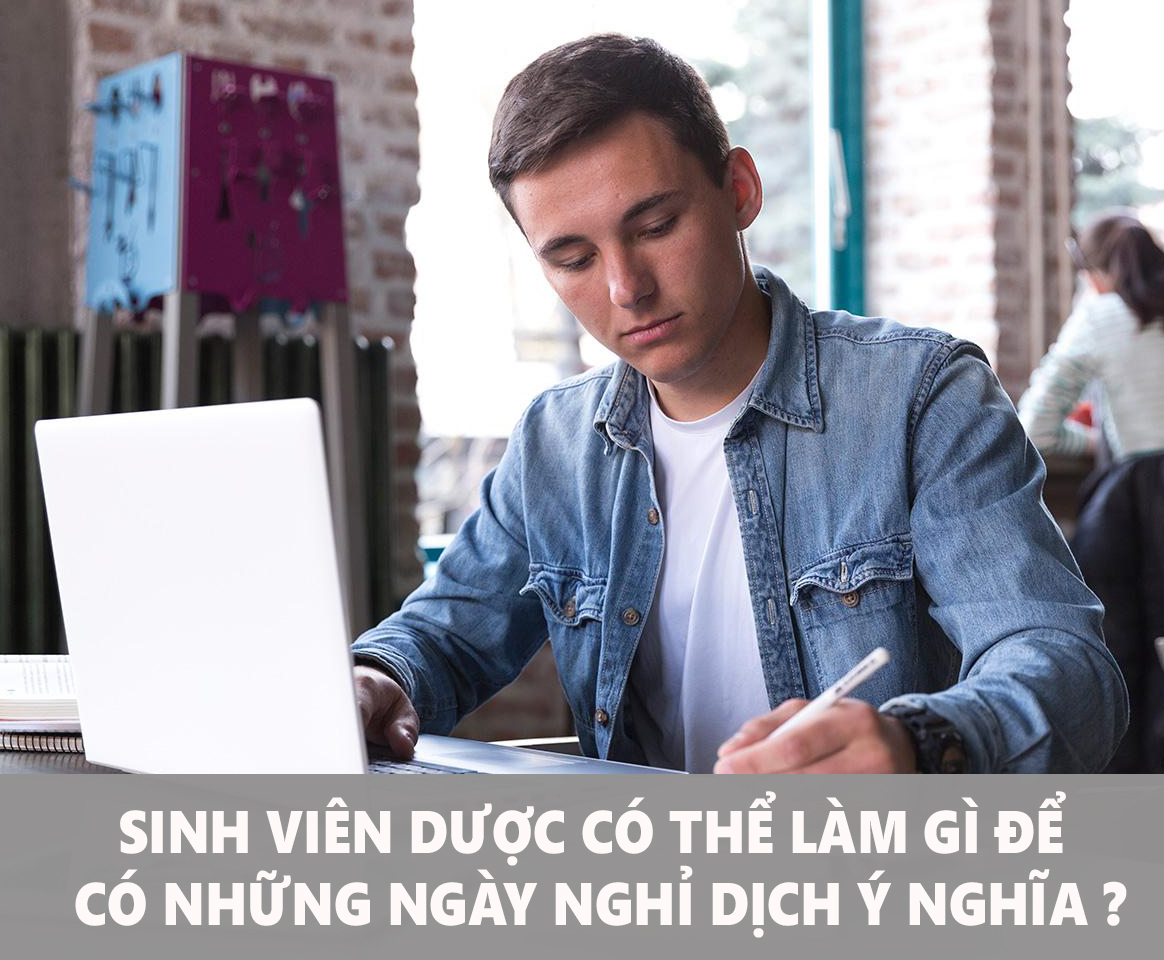 SINH VIÊN DƯỢC CÓ THỂ LÀM GÌ ĐỂ
CÓ NHỮNG NGÀY NGHỈ DỊCH Ý NGHĨA ?